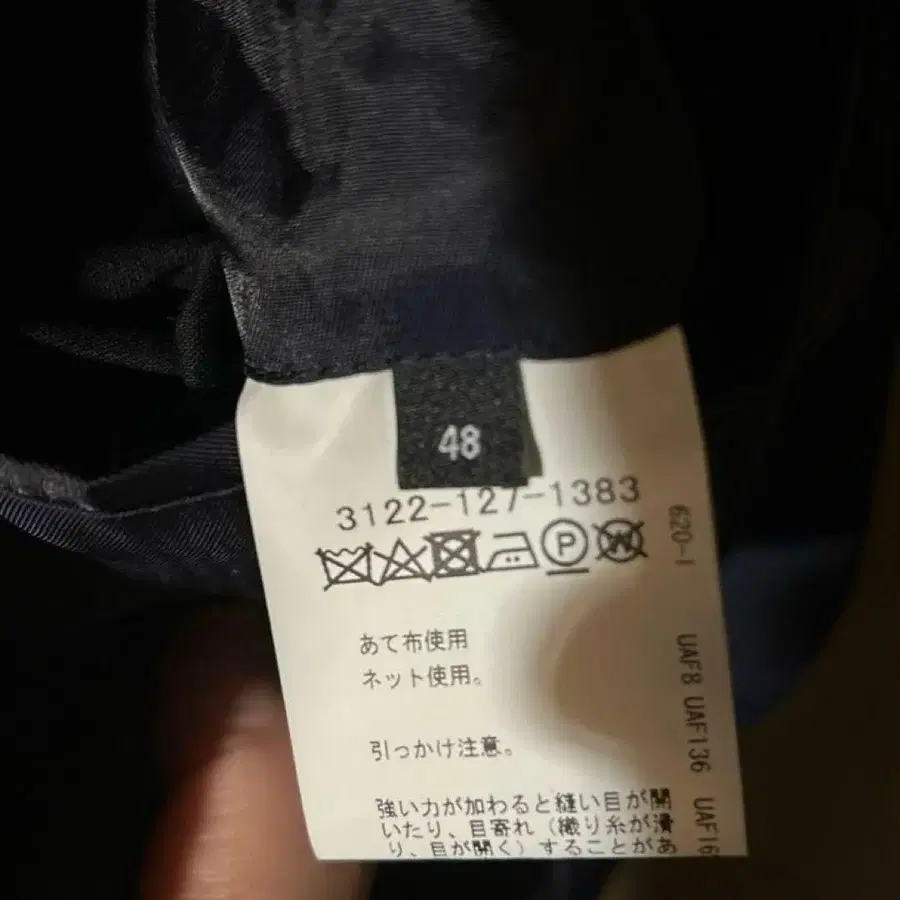 48
3122-127-1383
P
W
あて布使用
ネット使用。
引っかけ注意。
強い力が加わると縫い目が開
いたり、目寄れ（織り糸が滑
り、目が開く）することがあ
620-1
UAF8 UAF136 UAF16